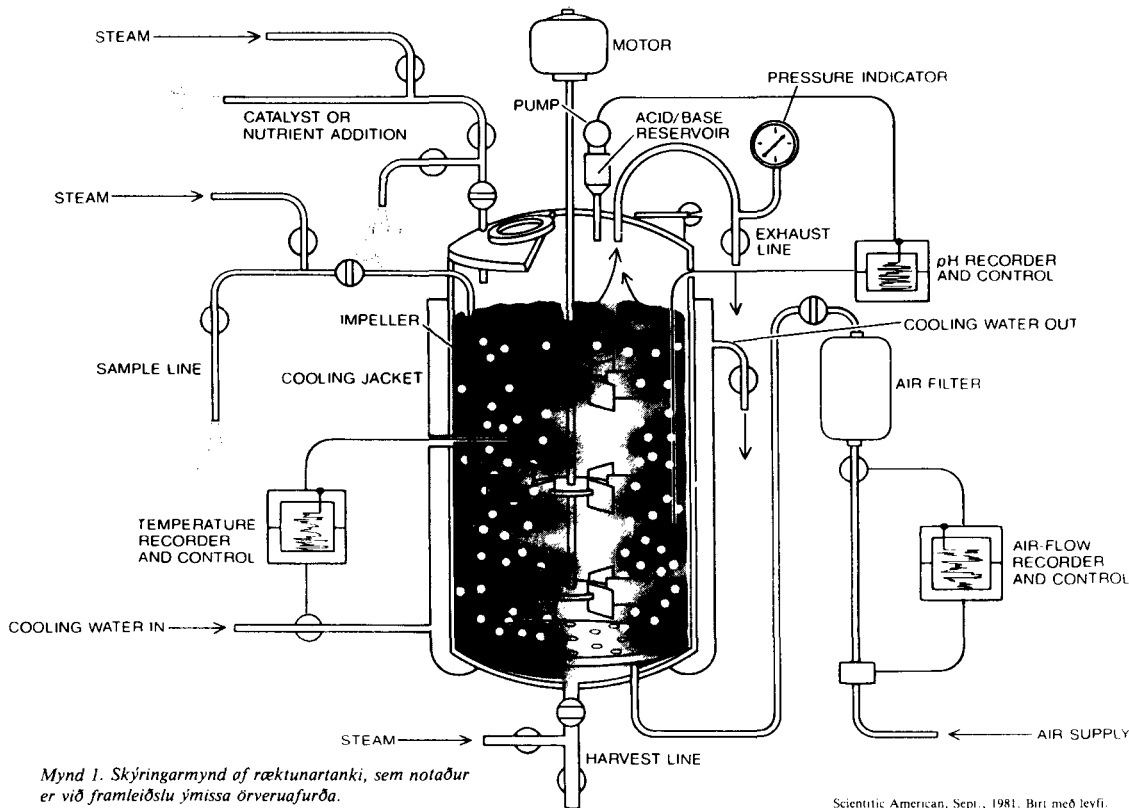 STEAM
MOTOR
PRESSURE INDICATOR
PUMP
ACID/BASE
RESERVOIR
CATALYST OR
NUTRIENT ADDITION
STEAM
EXHAUST
LINE
pH RECORDER
AND CONTROL
IMPELLER
COOLING WATER OUT
SAMPLE LINE
COOLING JACKET
AIR FILTER
TEMPERATURE
RECORDER
AND CONTROL
AIR-FLOW
RECORDER
AND CONTROL
COOLING WATER IN
STEAM
HARVEST LINE
AIR SUPPLY
Mynd 1. Skýringarmynd af ræktunartanki, sem notaður
er við framleiðslu ýmissa örveruafurða.
Scientific American, Sept., 1981. Birt með leyfi.